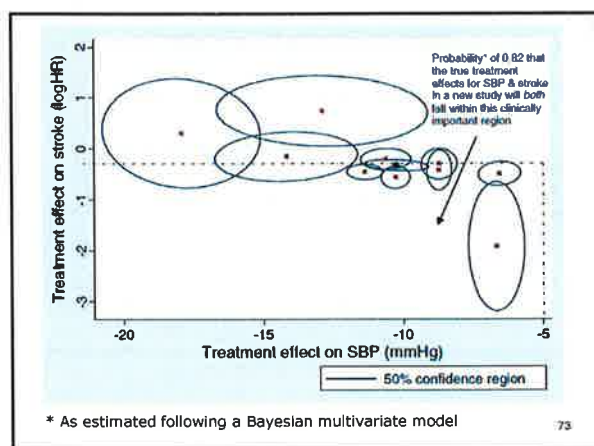 Probability* of 0.82 that
the true treatment
effects for SBP & stroke
in a new study will both
fall within this clinically
important region
Treatment effect on stroke (logHR)
2
1
0
-1
-2
-3
-20
-15
-10
-5
Treatment effect on SBP (mmHg)
50% confidence region
* As estimated following a Bayesian multivariate model
73